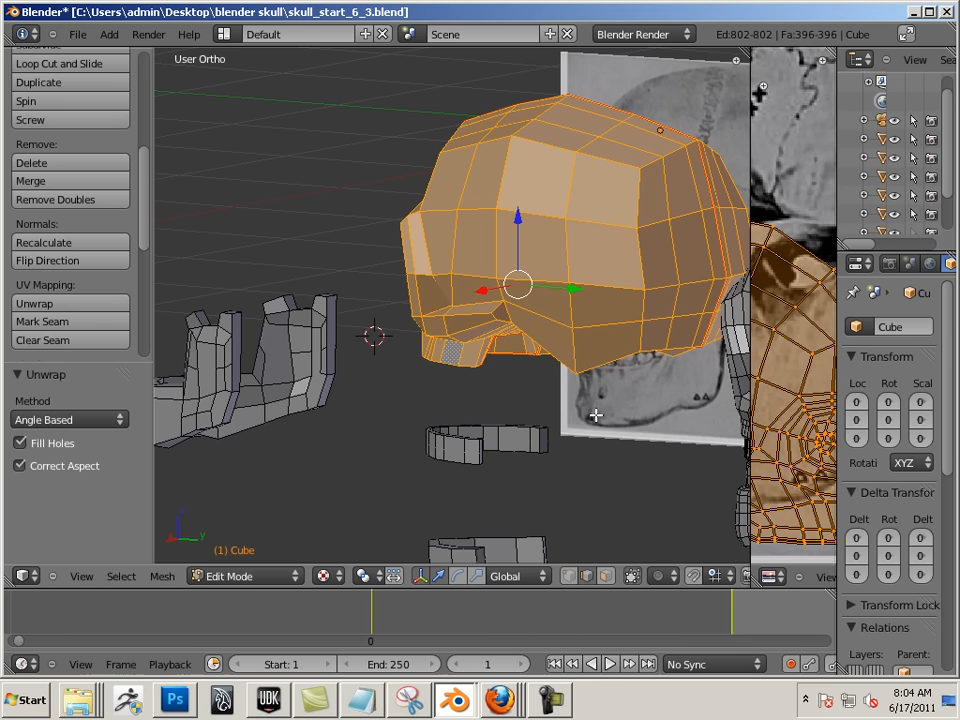 Blender* [C:\Users\admin\Desktop\blender skull\skull_start_6_3.blend]
File Add Render Help Default Scene Blender Render Ed:802-802 | Fa:396-396 | Cube
Loop Cut and Slide
Duplicate
Spin
Screw
Remove:
Delete
Merge
Remove Doubles
Normals:
Recalculate
Flip Direction
UV Mapping:
Unwrap
Mark Seam
Clear Seam
Unwrap
Method
Angle Based
Fill Holes
Correct Aspect
User Ortho
z
y
(1) Cube
View Select Mesh Edit Mode Global
View
View Sea
Cu
Cube
Transform
Loc Rot Scal
0 0 0
0 0 0
0 0 0
Rotati XYZ
Delta Transfor
Delt Rot Delt
0 0 0
0 0 0
0 0 0
Transform Lock
Relations
Layers: Parent:
0
View Frame Playback Start: 1 End: 250 1 No Sync
Start Ps UDK 8:04 AM
6/17/2011